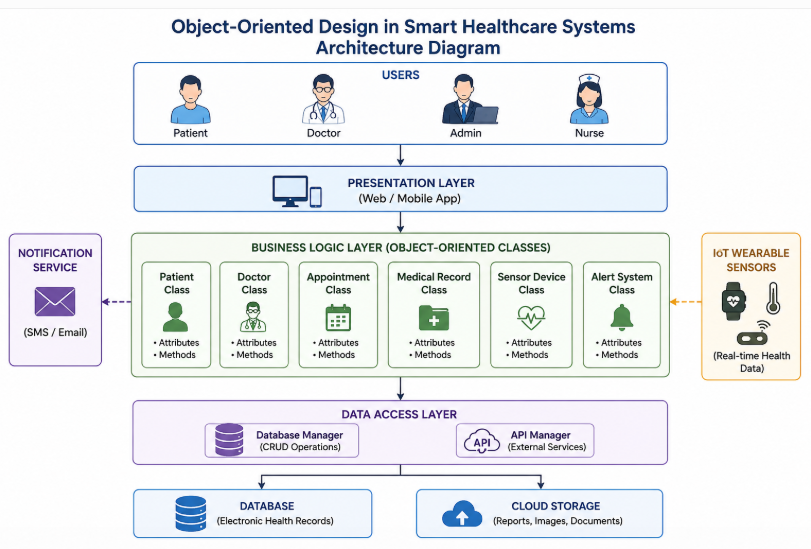 Object-Oriented Design in Smart Healthcare Systems
Architecture Diagram
USERS
Patient
Doctor
Admin
Nurse
PRESENTATION LAYER
(Web / Mobile App)
NOTIFICATION
SERVICE
(SMS / Email)
BUSINESS LOGIC LAYER (OBJECT-ORIENTED CLASSES)
Patient
Class
• Attributes
• Methods
Doctor
Class
• Attributes
• Methods
Appointment
Class
• Attributes
• Methods
Medical Record
Class
• Attributes
• Methods
Sensor Device
Class
• Attributes
• Methods
Alert System
Class
• Attributes
• Methods
IoT WEARABLE
SENSORS
(Real-time Health
Data)
DATA ACCESS LAYER
Database Manager
(CRUD Operations)
API
API Manager
(External Services)
DATABASE
(Electronic Health Records)
CLOUD STORAGE
(Reports, Images, Documents)